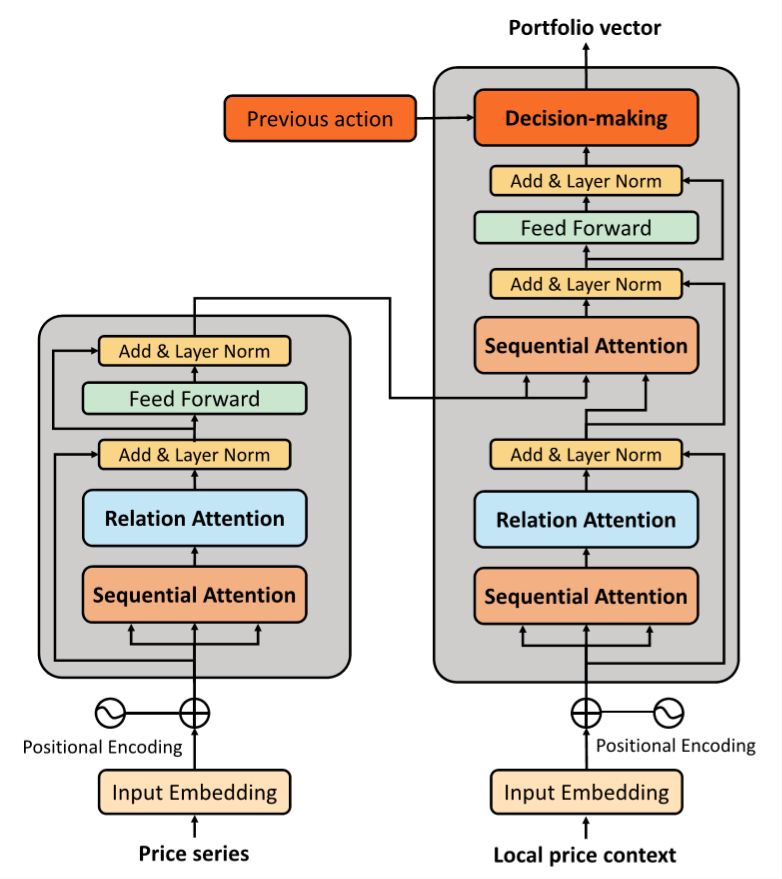 Portfolio vector
Previous action
Decision-making
Add & Layer Norm
Feed Forward
Add & Layer Norm
Sequential Attention
Add & Layer Norm
Relation Attention
Sequential Attention
Positional Encoding
Input Embedding
Local price context
Add & Layer Norm
Feed Forward
Add & Layer Norm
Relation Attention
Sequential Attention
Positional Encoding
Input Embedding
Price series